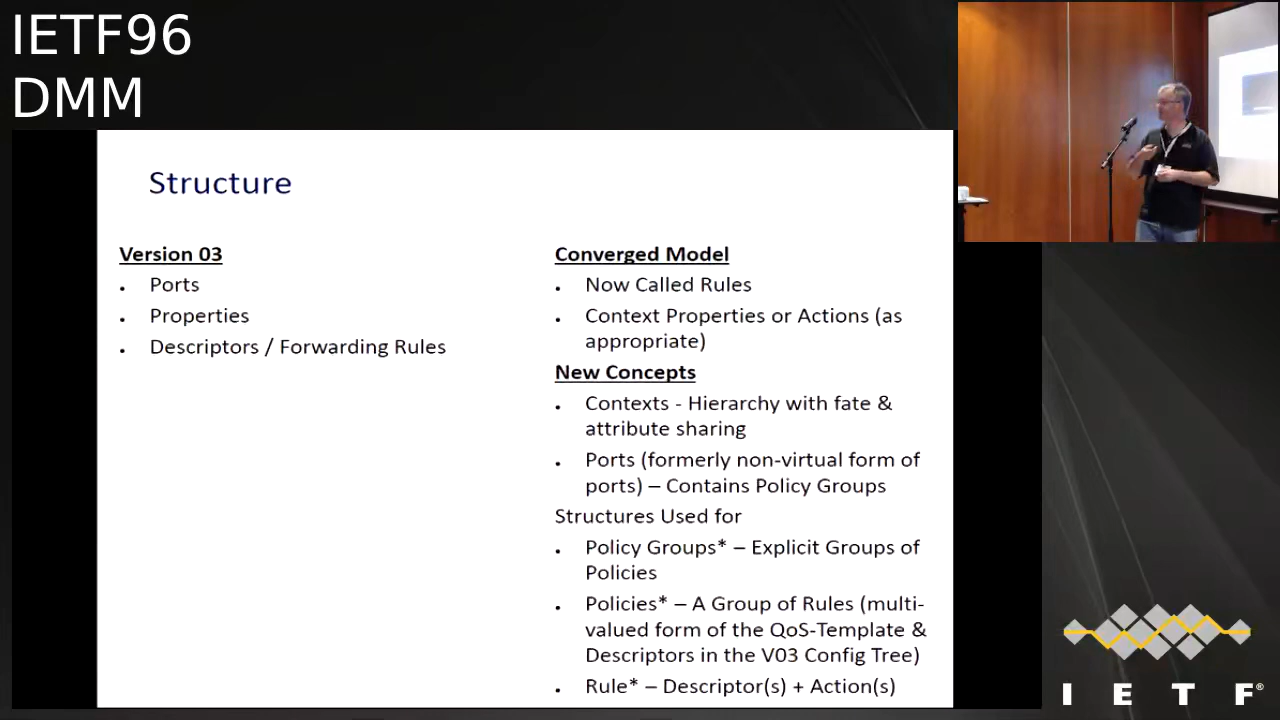 IETF96
DMM
Structure
Version 03
• Ports
• Properties
• Descriptors / Forwarding Rules
Converged Model
• Now Called Rules
• Context Properties or Actions (as
appropriate)
New Concepts
• Contexts - Hierarchy with fate &
attribute sharing
• Ports (formerly non-virtual form of
ports) – Contains Policy Groups
Structures Used for
• Policy Groups* – Explicit Groups of
Policies
• Policies* – A Group of Rules (multi-
valued form of the QoS-Template &
Descriptors in the V03 Config Tree)
• Rule* – Descriptor(s) + Action(s)
I E T F®